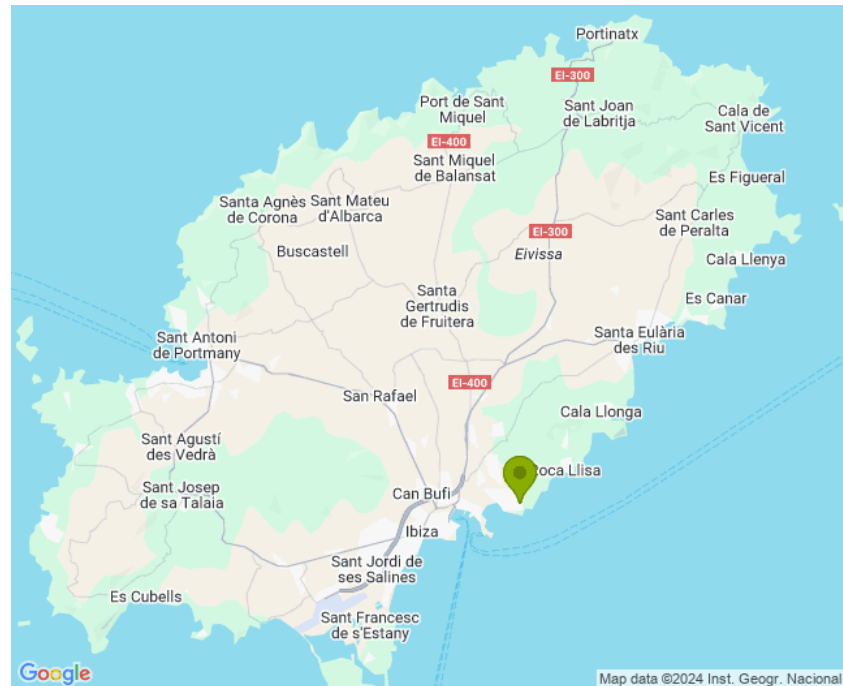 Portinatx
EI-300
Port de Sant
Miquel
Sant Joan
de Labritja
Cala de
Sant Vicent
EI-400
Sant Miquel
de Balansat
Es Figueral
Santa Agnès
de Corona
Sant Mateu
d'Albarca
Sant Carles
de Peralta
EI-300
Buscastell
Eivissa
Cala Llenya
Santa
Gertrudis
de Fruitera
Es Canar
Sant Antoni
de Portmany
Santa Eulària
des Riu
EI-400
San Rafael
Cala Llonga
Sant Agustí
des Vedrà
Roca Llisa
Sant Josep
de sa Talaia
Can Bufi
Ibiza
Sant Jordi de
ses Salines
Es Cubells
Sant Francesc
de s'Estany
Google
Map data ©2024 Inst. Geogr. Nacional